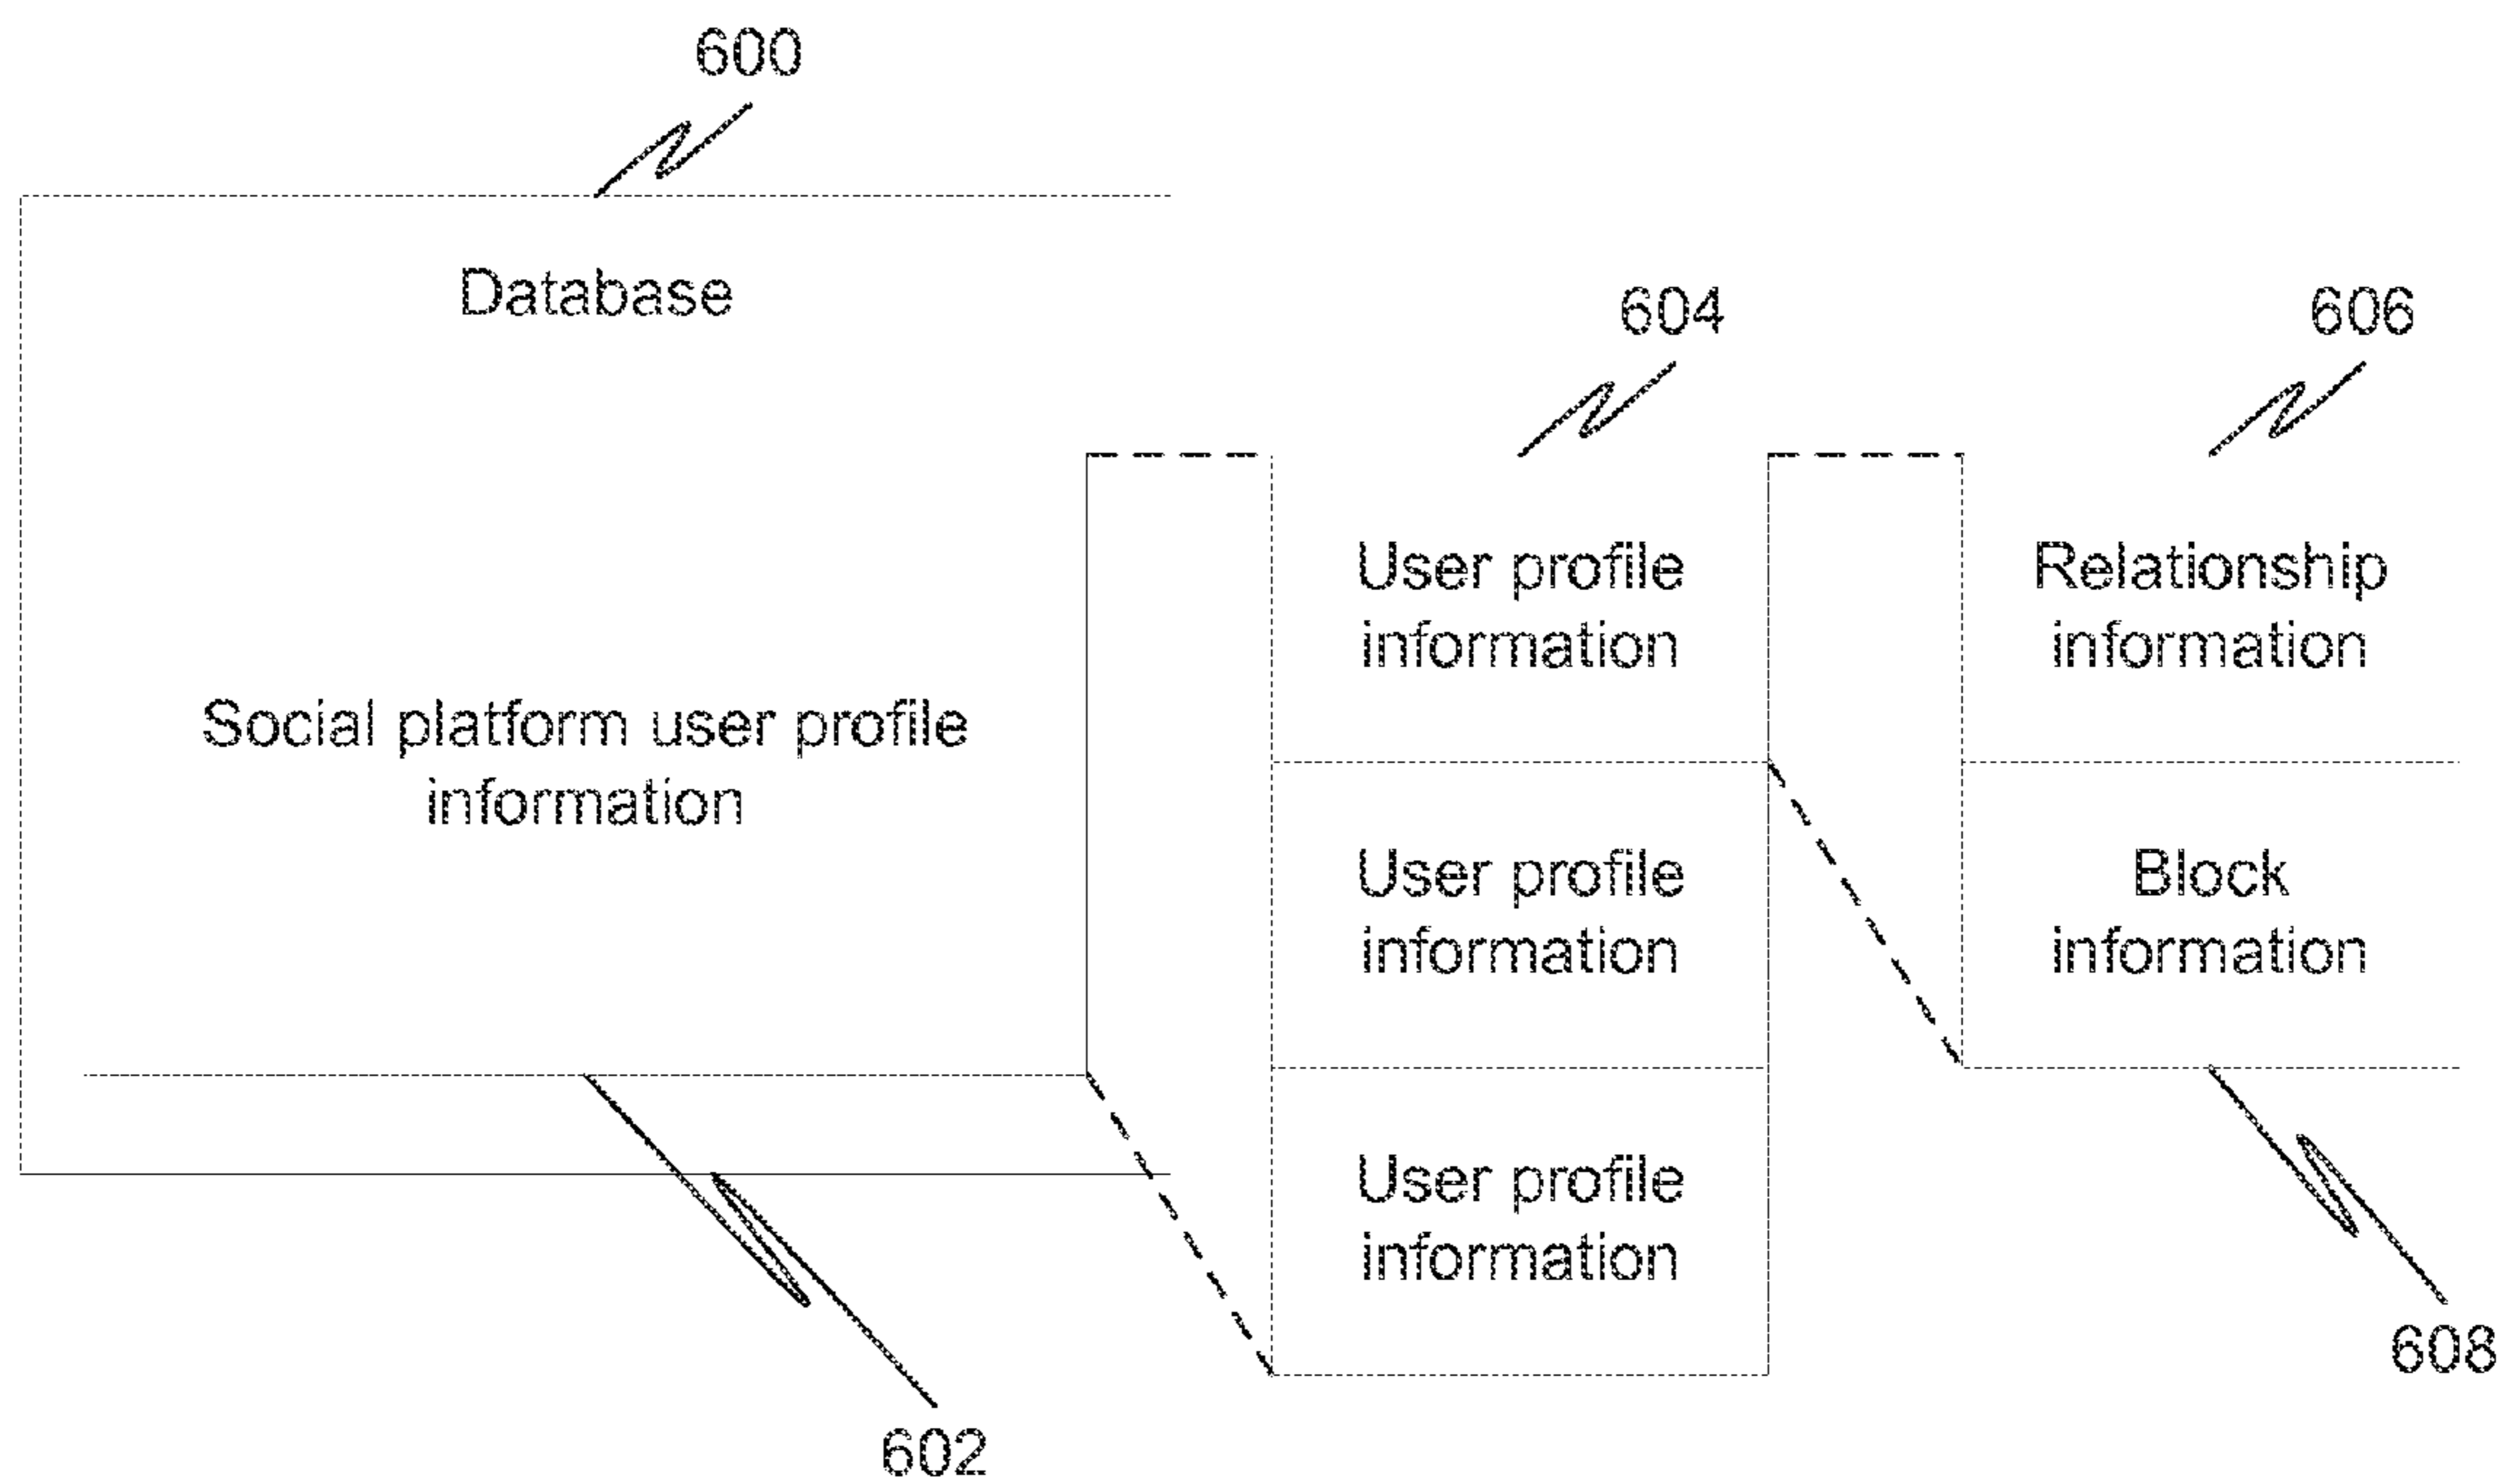 600
Database
604
606
User profile
information
Relationship
information
Social platform user profile
information
User profile
information
Block
information
User profile
information
608
602